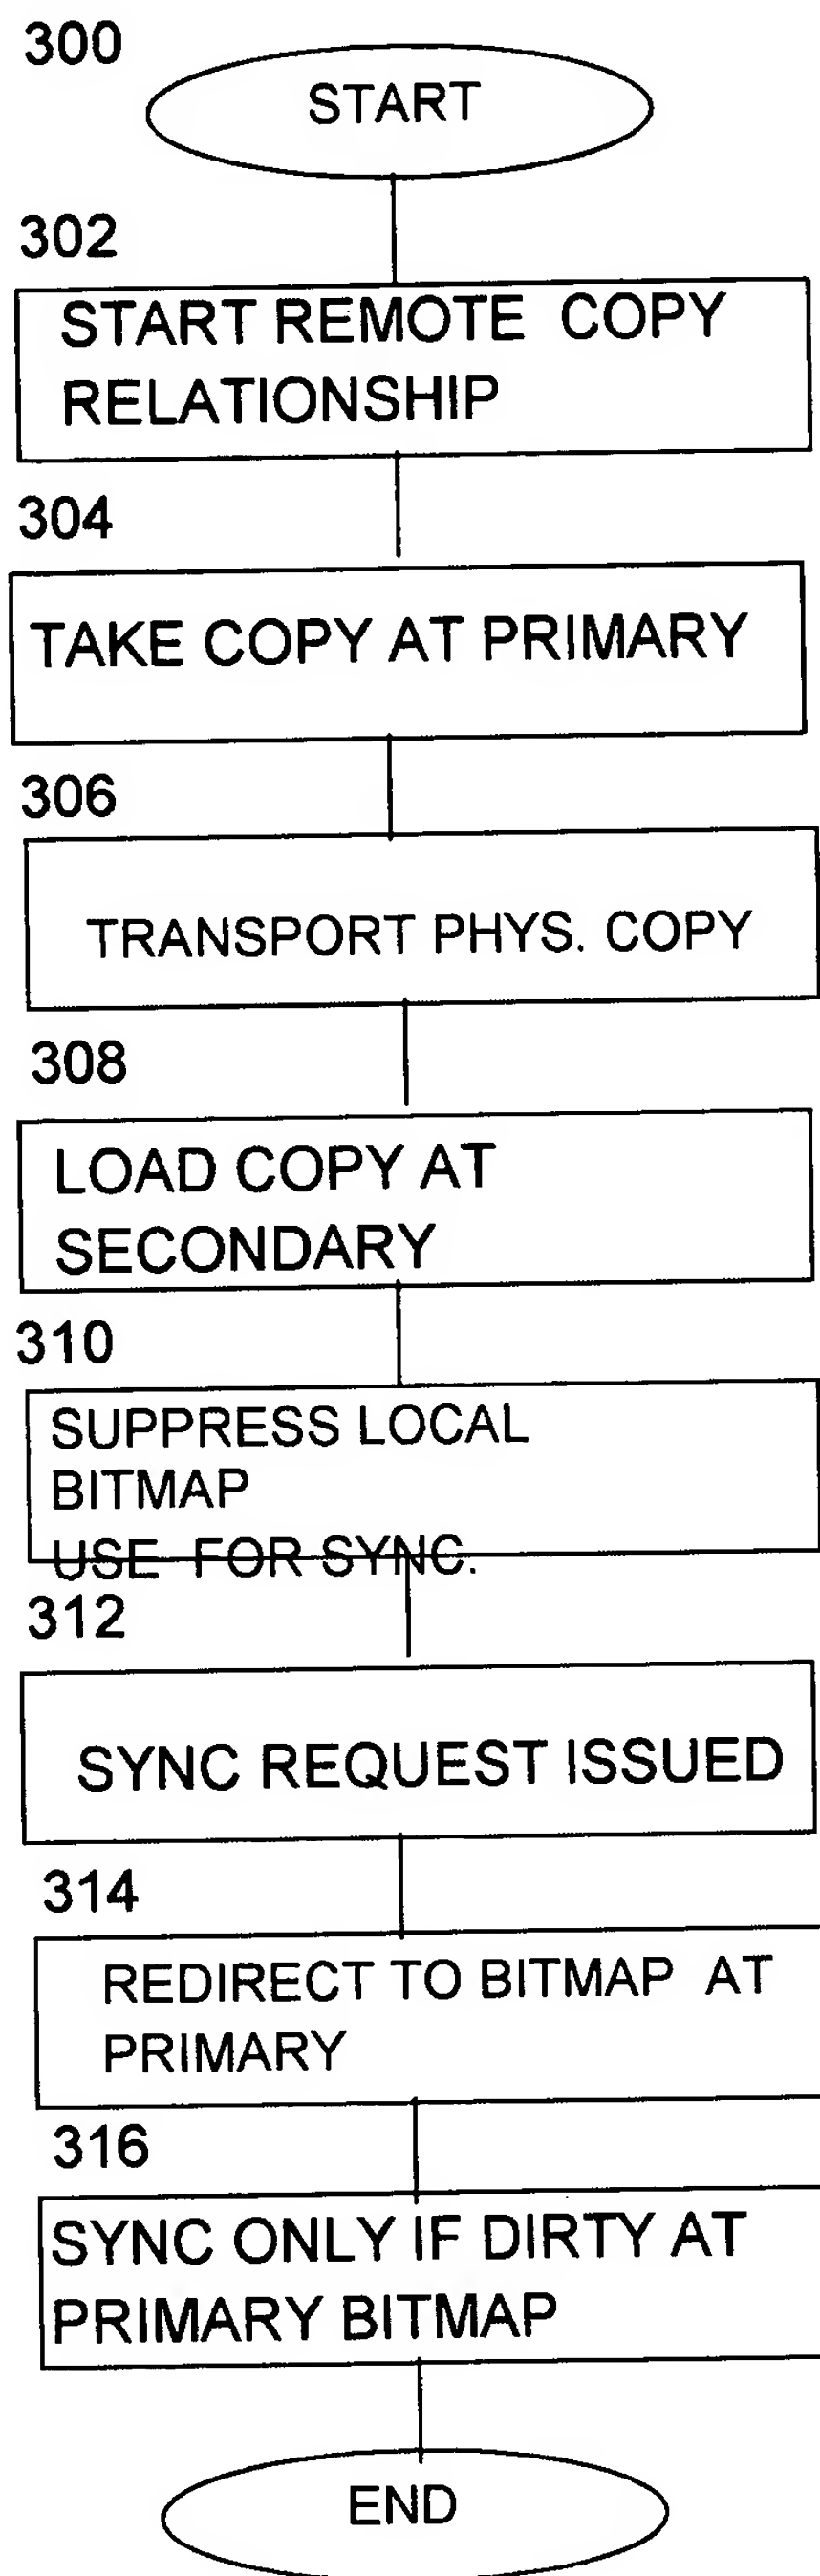 300
START
302
START REMOTE COPY
RELATIONSHIP
304
TAKE COPY AT PRIMARY
306
TRANSPORT PHYS. COPY
308
LOAD COPY AT
SECONDARY
310
SUPPRESS LOCAL
BITMAP
USE FOR SYNC.
312
SYNC REQUEST ISSUED
314
REDIRECT TO BITMAP AT
PRIMARY
316
SYNC ONLY IF DIRTY AT
PRIMARY BITMAP
END